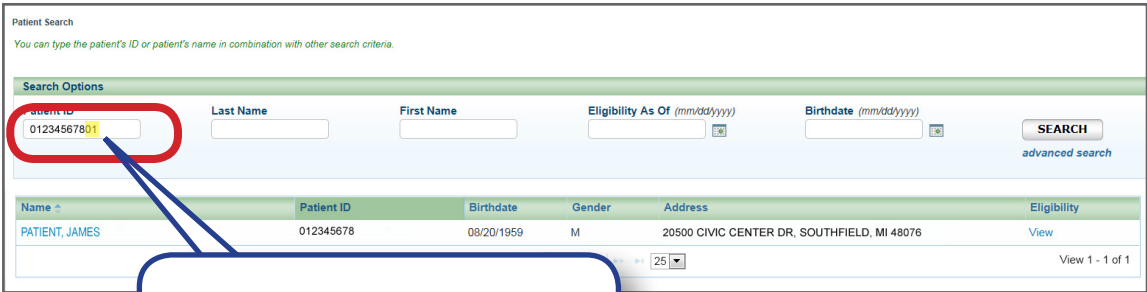 Patient Search
You can type the patient's ID or patient's name in combination with other search criteria.
Search Options
Patient ID Last Name First Name Eligibility As Of (mm/dd/yyyy) Birthdate (mm/dd/yyyy)
01234567801 SEARCH
advanced search
Name Patient ID Birthdate Gender Address Eligibility
PATIENT, JAMES 012345678 08/20/1959 M 20500 CIVIC CENTER DR, SOUTHFIELD, MI 48076 View
25 View 1 - 1 of 1